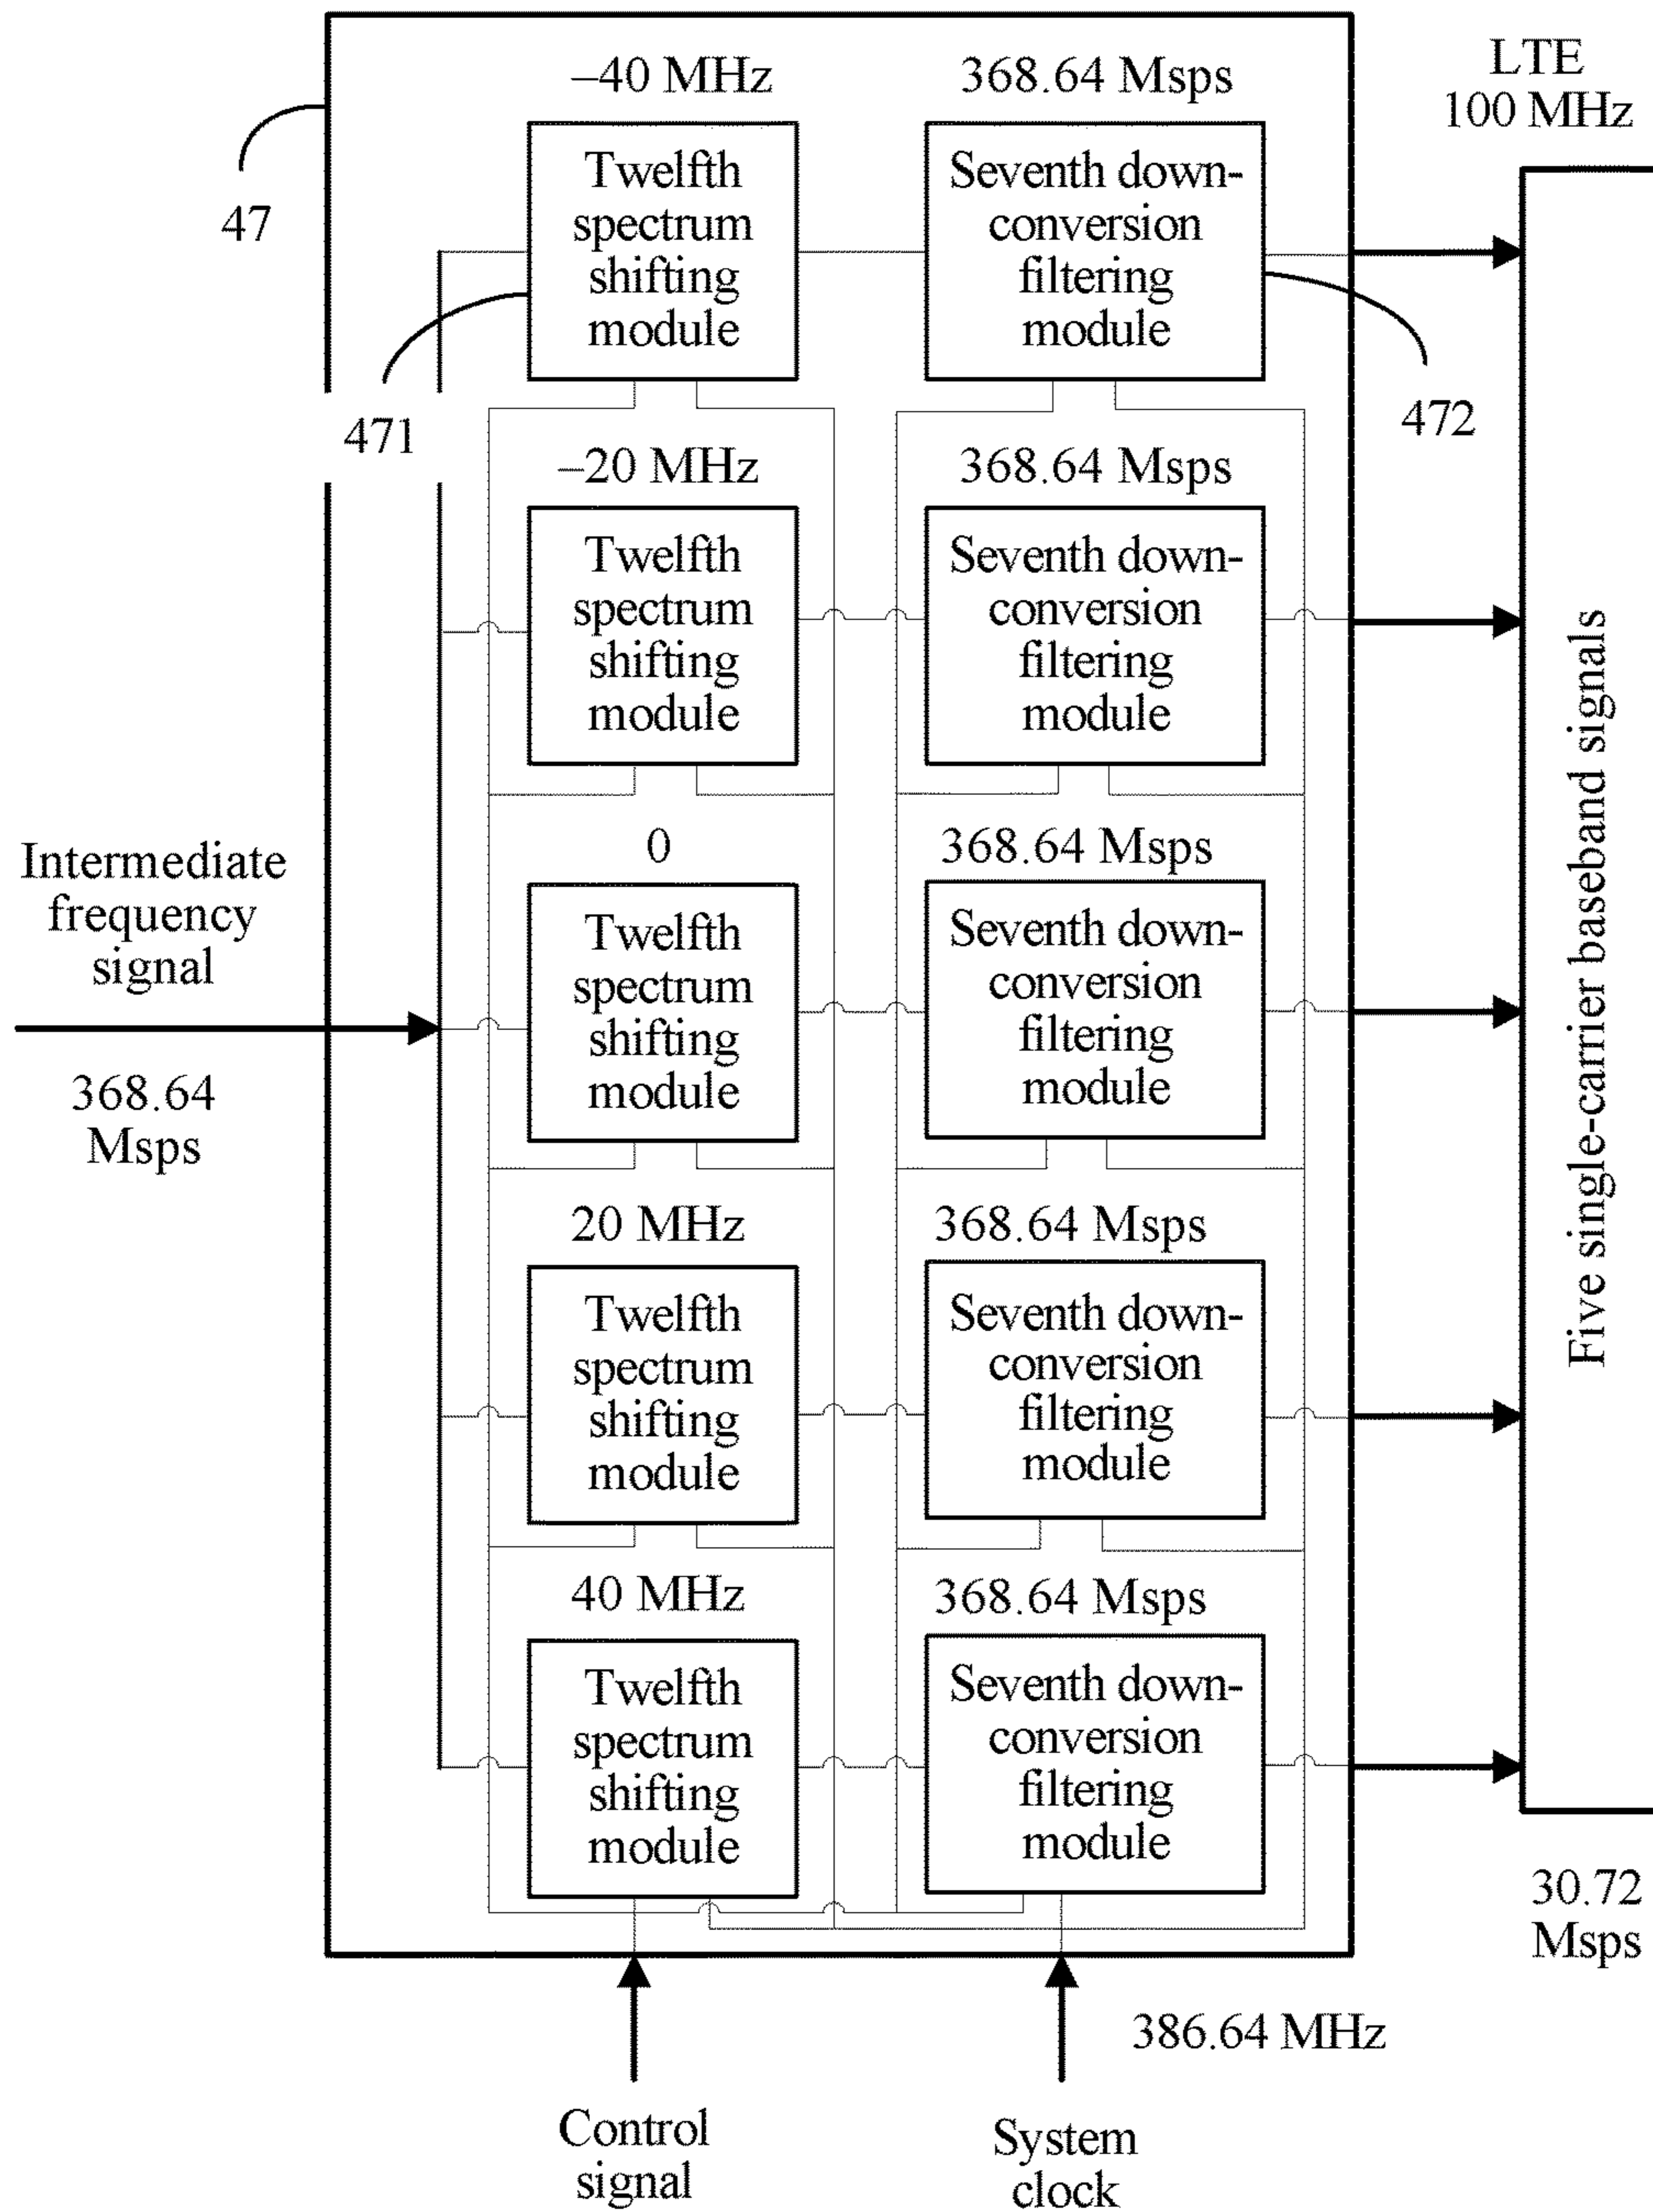 –40 MHz
368.64 Msps
LTE
100 MHz
Twelfth
spectrum
shifting
module
Seventh down-
conversion
filtering
module
47
471
472
–20 MHz
368.64 Msps
Twelfth
spectrum
shifting
module
Seventh down-
conversion
filtering
module
Intermediate
frequency
signal
368.64
Msps
0
368.64 Msps
Twelfth
spectrum
shifting
module
Seventh down-
conversion
filtering
module
Five single-carrier baseband signals
20 MHz
368.64 Msps
Twelfth
spectrum
shifting
module
Seventh down-
conversion
filtering
module
40 MHz
368.64 Msps
Twelfth
spectrum
shifting
module
Seventh down-
conversion
filtering
module
30.72
Msps
386.64 MHz
Control
signal
System
clock